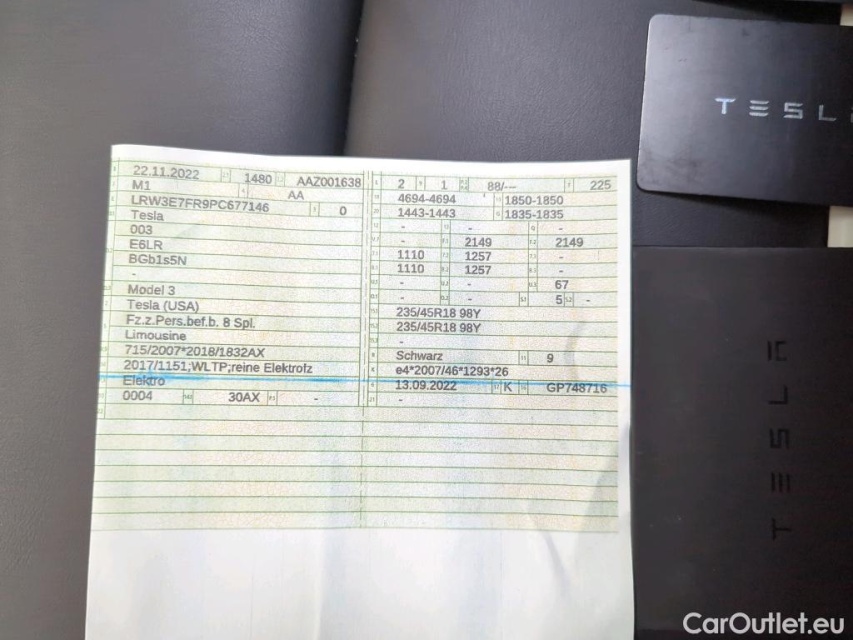 TESL
22.11.2022 1480 AAZ001638
M1 AA
LRW3E7FR9PC677146 0
Tesla
003
E6LR
BGb1s5N
-
Model 3
Tesla (USA)
Fz.z.Pers.bef.b. 8 Spl.
Limousine
715/2007*2018/1832AX
2017/1151;WLTP;reine Elektrofz
Elektro
0004 30AX -
2 1 88/--- 225
4694-4694 1850-1850
1443-1443 1835-1835
- - -
- 2149 2149
1110 1257 -
1110 1257 -
- - 67
- - 5 -
235/45R18 98Y
235/45R18 98Y
-
Schwarz 9
e4*2007/46*1293*26
13.09.2022 K GP748716
-
TESLA
CarOutlet.eu